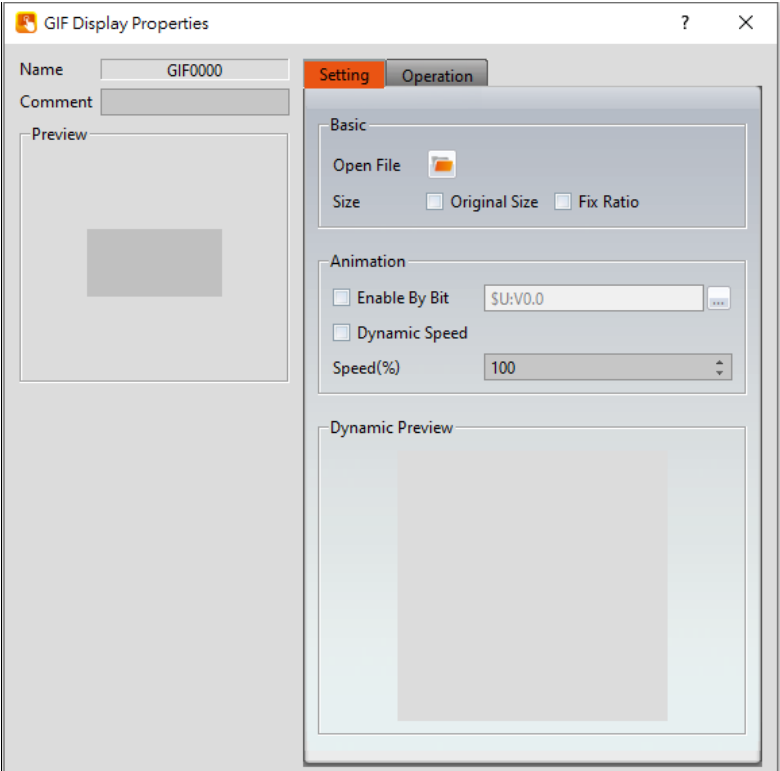 GIF Display Properties
?
Name GIF0000
Comment
Preview
Setting Operation
Basic
Open File
Size Original Size Fix Ratio
Animation
Enable By Bit $U:V0.0 ...
Dynamic Speed
Speed(%) 100
Dynamic Preview